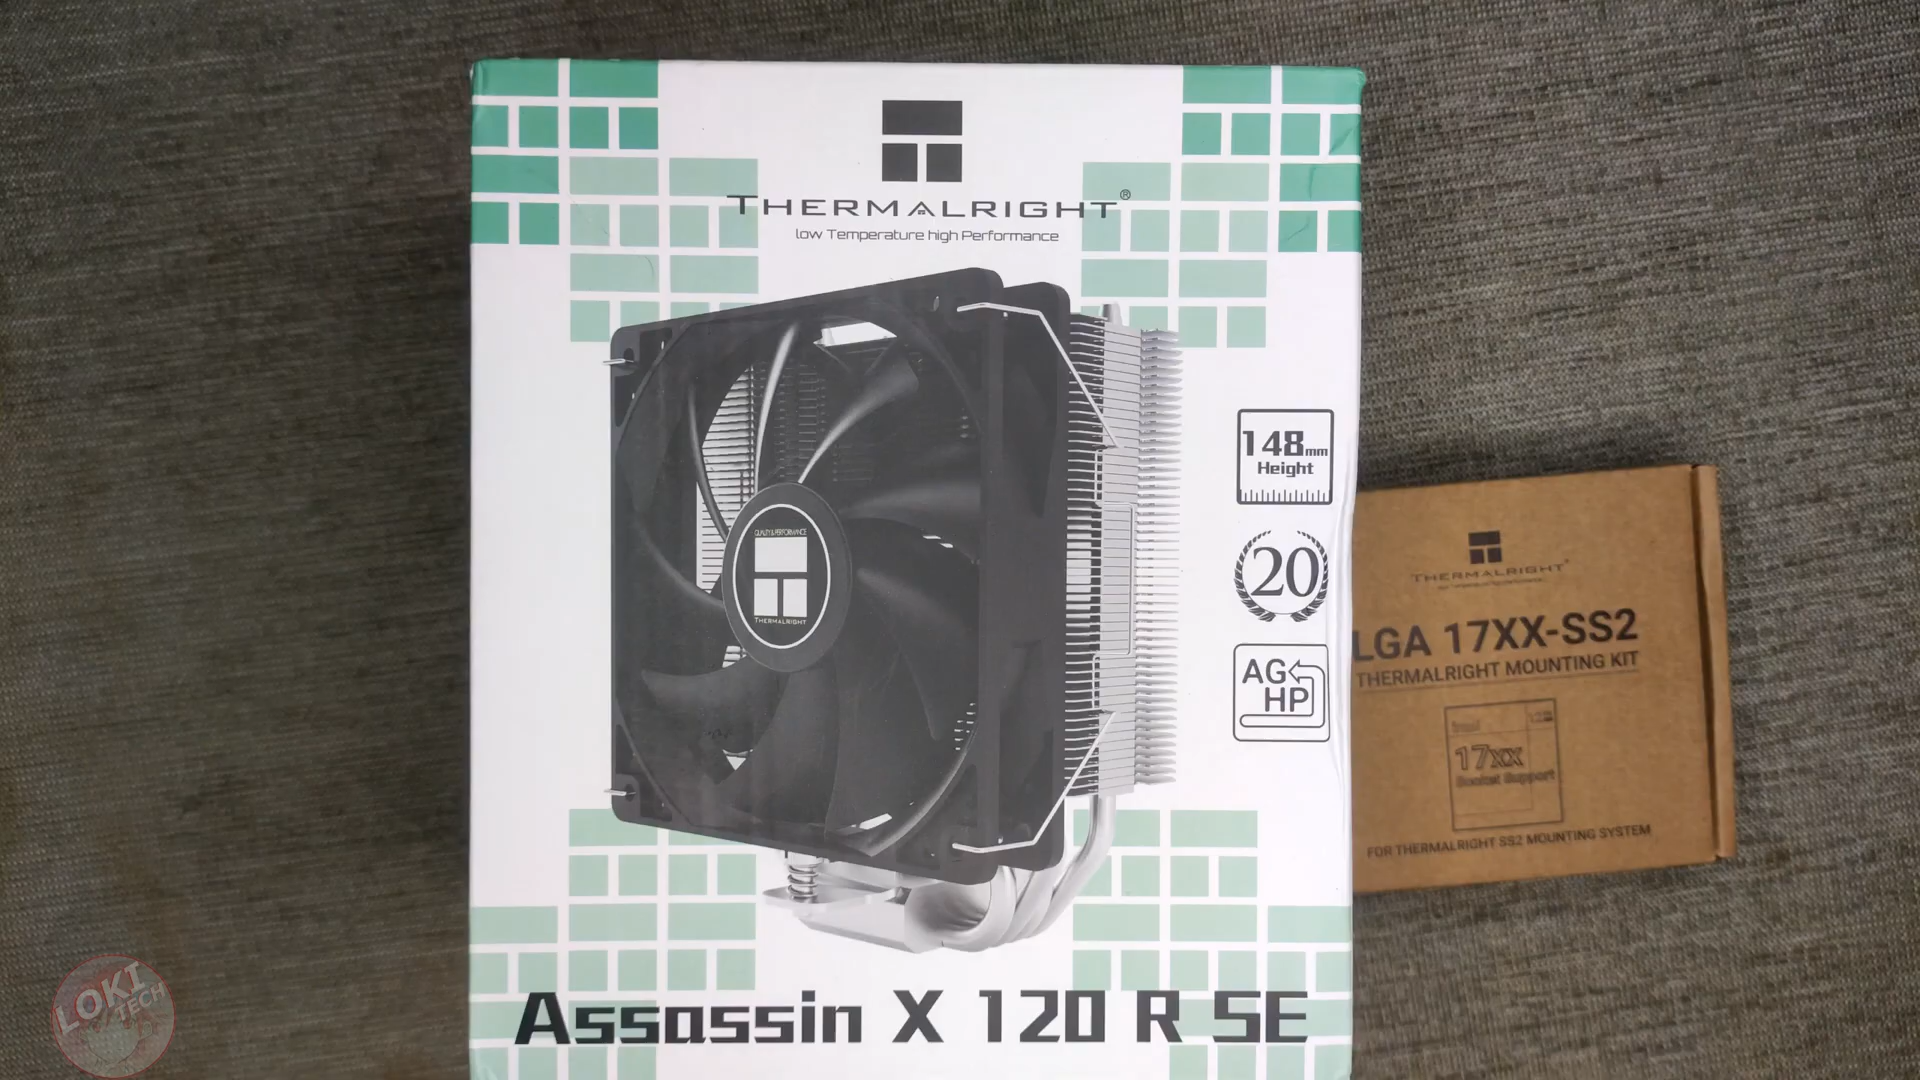 THERMALRIGHT®
low Temperature high Performance
148mm
Height
QUALITY & PERFORMANCE
THERMALRIGHT
20
AG
HP
Assassin X 120 R SE
THERMALRIGHT
LGA 17XX-SS2
THERMALRIGHT MOUNTING KIT
17xx
Socket Support
FOR THERMALRIGHT SS2 MOUNTING SYSTEM
LOKI
TECH